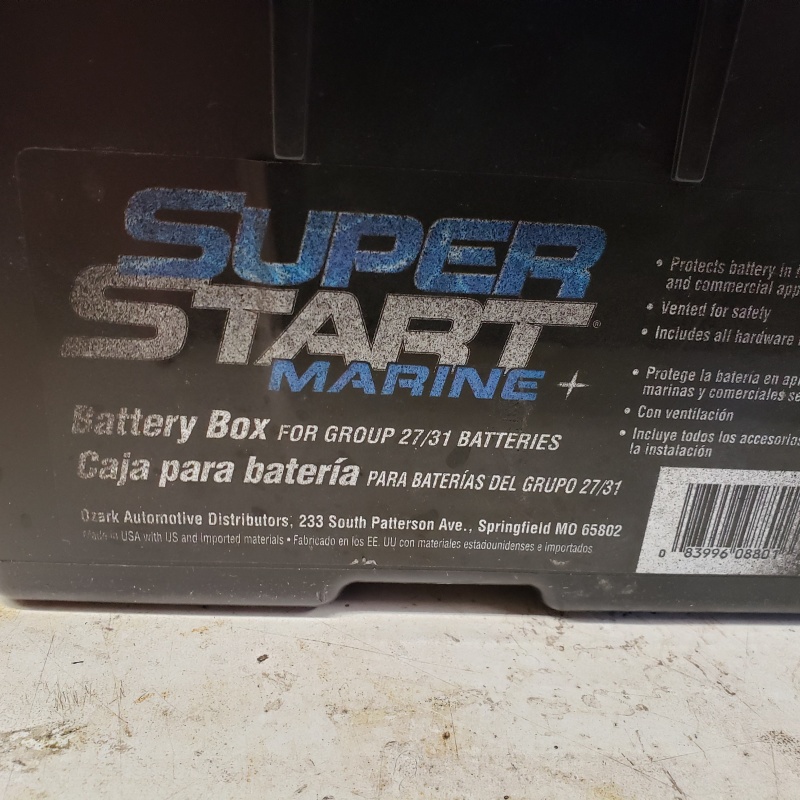 SUPER
START®
MARINE
Battery Box FOR GROUP 27/31 BATTERIES
Caja para batería PARA BATERÍAS DEL GRUPO 27/31
Ozark Automotive Distributors, 233 South Patterson Ave., Springfield MO 65802
Made in USA with US and imported materials • Fabricado en los EE. UU con materiales estadounidenses e importados
• Protects battery in
and commercial
• Vented for safety
• Includes all hardware
• Protege la batería en
marinas y comerciales
• Con ventilación
• Incluye todos los accesorios
la instalación
0 83996 08801